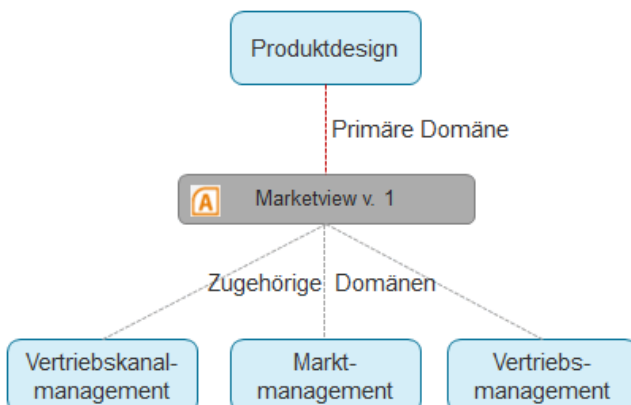 Produktdesign
Primäre Domäne
A Marketview v. 1
Zugehörige Domänen
Vertriebskanal-
management
Markt-
management
Vertriebs-
management